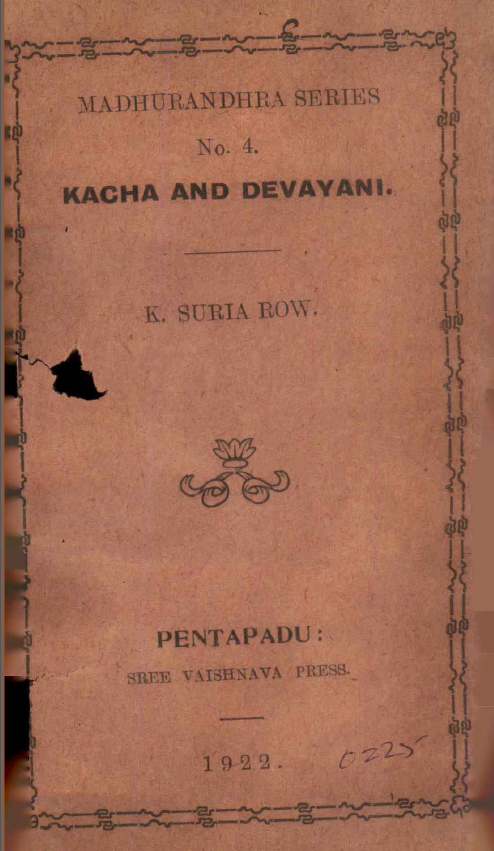 MADHURANDHRA SERIES
No. 4.
KACHA AND DEVAYANI.
K. SURIA ROW.
PENTAPADU:
SREE VAISHNAVA PRESS.
1922.
0225